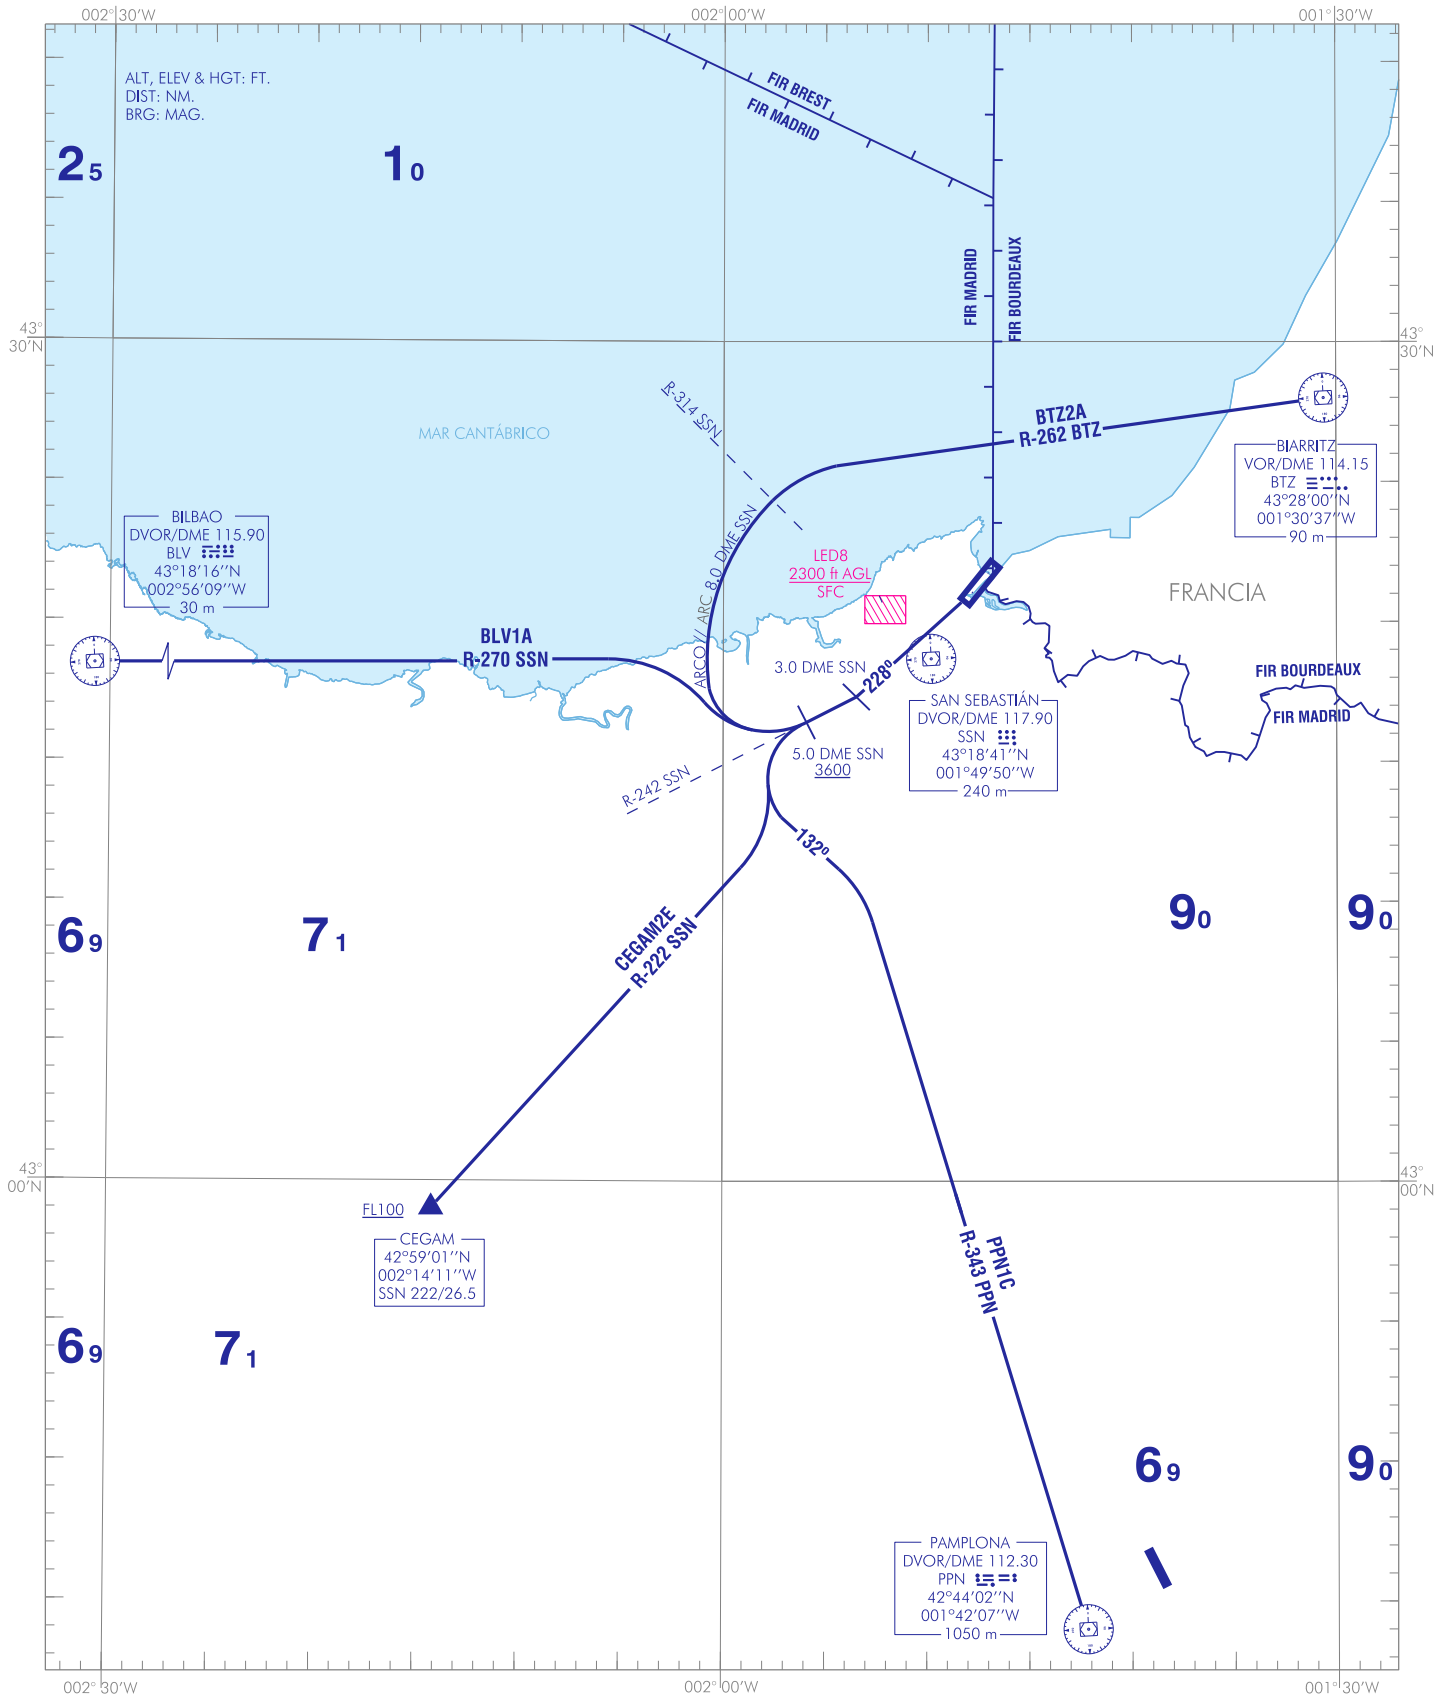 002°30'W
002°00'W
001°30'W
ALT, ELEV & HGT: FT.
DIST: NM.
BRG: MAG.
25
10
FIR BREST
FIR MADRID
FIR MADRID
FIR BOURDEAUX
43°
30'N
43°
30'N
R-314 SSN
MAR CANTÁBRICO
BTZ2A
R-262 BTZ
BIARRITZ
VOR/DME 114.15
BTZ
43°28'00''N
001°30'37''W
90 m
BILBAO
DVOR/DME 115.90
BLV
43°18'16''N
002°56'09''W
30 m
ARCO // ARC 8.0 DME SSN
LED8
2300 ft AGL
SFC
FRANCIA
BLV1A
R-270 SSN
3.0 DME SSN
228º
FIR BOURDEAUX
FIR MADRID
SAN SEBASTIÁN
DVOR/DME 117.90
SSN
43°18'41''N
001°49'50''W
240 m
5.0 DME SSN
3600
R-242 SSN
132º
69
71
90
90
CEGAM2E
R-222 SSN
43°
00'N
43°
00'N
FL100
CEGAM
42°59'01''N
002°14'11''W
SSN 222/26.5
PPN1C
R-343 PPN
69
71
69
90
PAMPLONA
DVOR/DME 112.30
PPN
42°44'02''N
001°42'07''W
1050 m
002°30'W
002°00'W
001°30'W